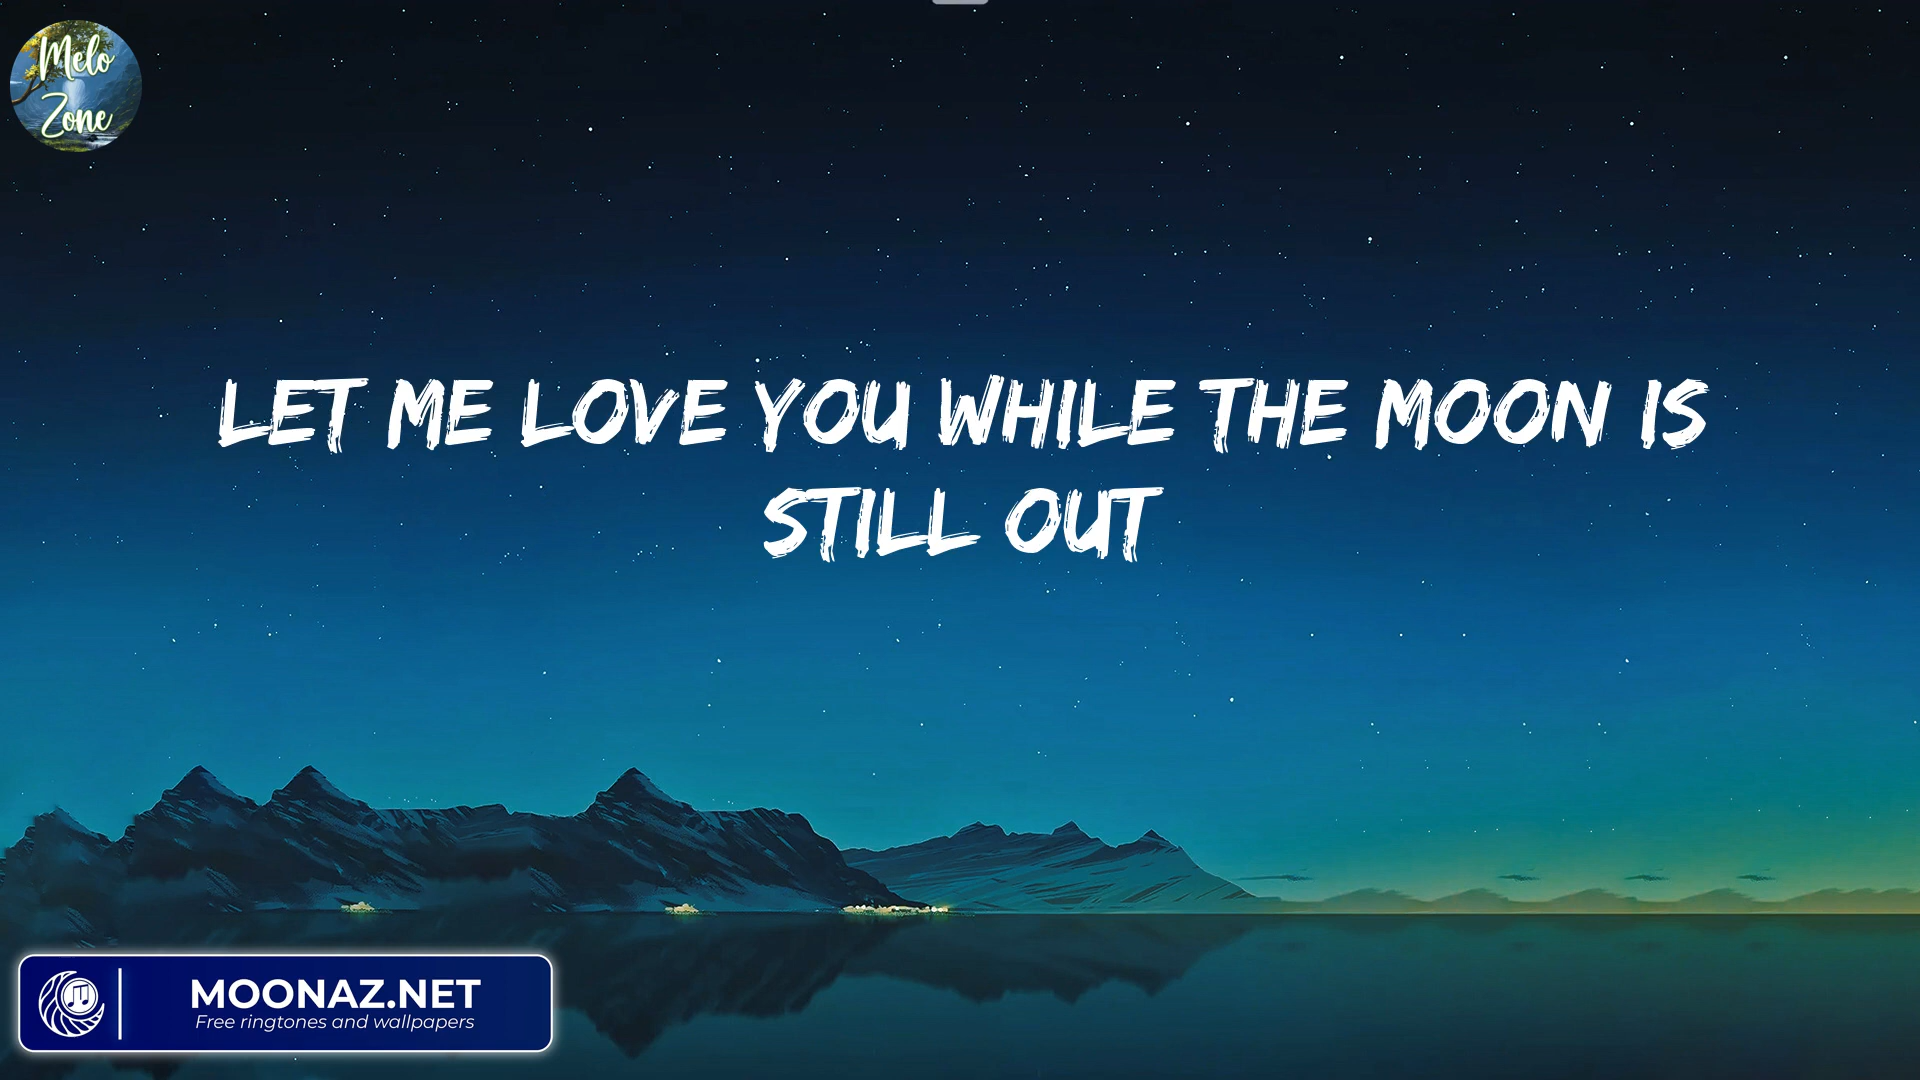 Melo
Zone
LET ME LOVE YOU WHILE THE MOON IS
STILL OUT
MOONAZ.NET
Free ringtones and wallpapers